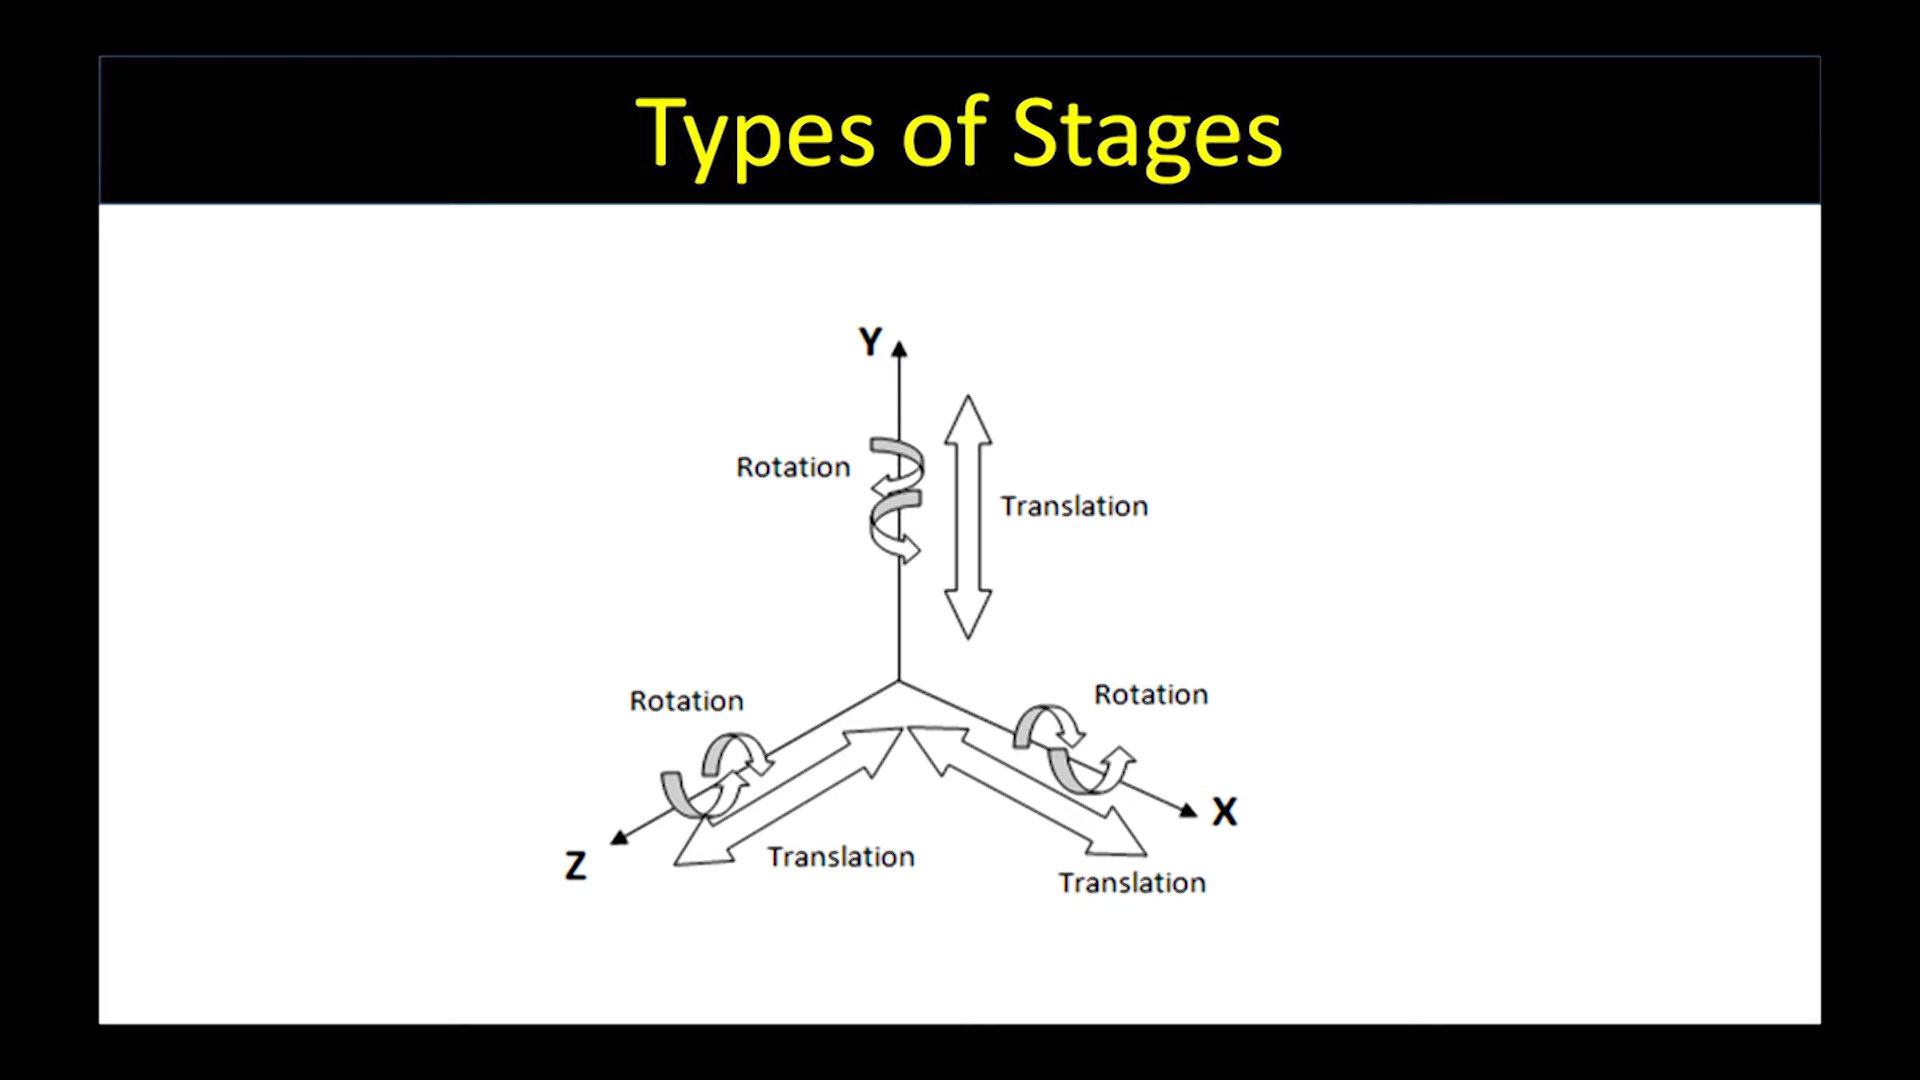 Types of Stages
Y
Rotation
Translation
Rotation
Rotation
X
Z
Translation
Translation